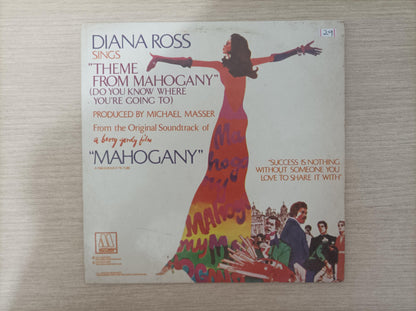 29
DIANA ROSS
SINGS
"THEME
FROM MAHOGANY"
(DO YOU KNOW WHERE
YOU'RE GOING TO)
PRODUCED BY MICHAEL MASSER
From the Original Soundtrack of
a berry gordy film
"MAHOGANY"
"SUCCESS IS NOTHING
WITHOUT SOMEONE YOU
LOVE TO SHARE IT WITH"
MAHOGANY